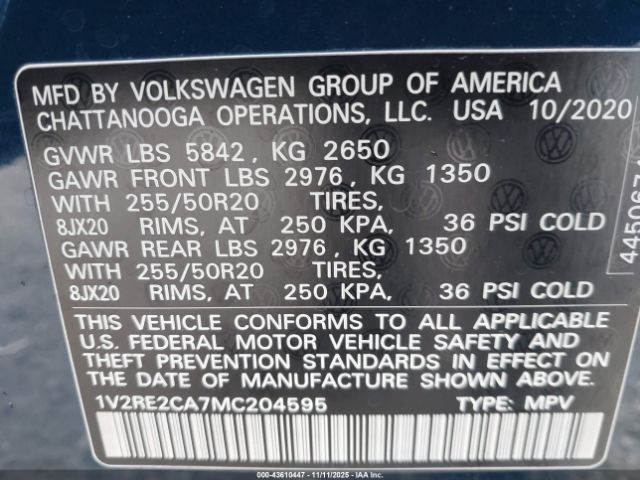 MFD BY VOLKSWAGEN GROUP OF AMERICA
CHATTANOOGA OPERATIONS, LLC. USA 10/2020
GVWR LBS 5842, KG 2650
GAWR FRONT LBS 2976, KG 1350
WITH 255/50R20 TIRES,
8JX20 RIMS, AT 250 KPA, 36 PSI COLD
GAWR REAR LBS 2976, KG 1350
WITH 255/50R20 TIRES,
8JX20 RIMS, AT 250 KPA, 36 PSI COLD
THIS VEHICLE CONFORMS TO ALL APPLICABLE
U.S. FEDERAL MOTOR VEHICLE SAFETY AND
THEFT PREVENTION STANDARDS IN EFFECT ON
THE DATE OF MANUFACTURE SHOWN ABOVE.
1V2RE2CA7MC204595 TYPE: MPV
000-43610447 - 11/11/2025 - IAA Inc.